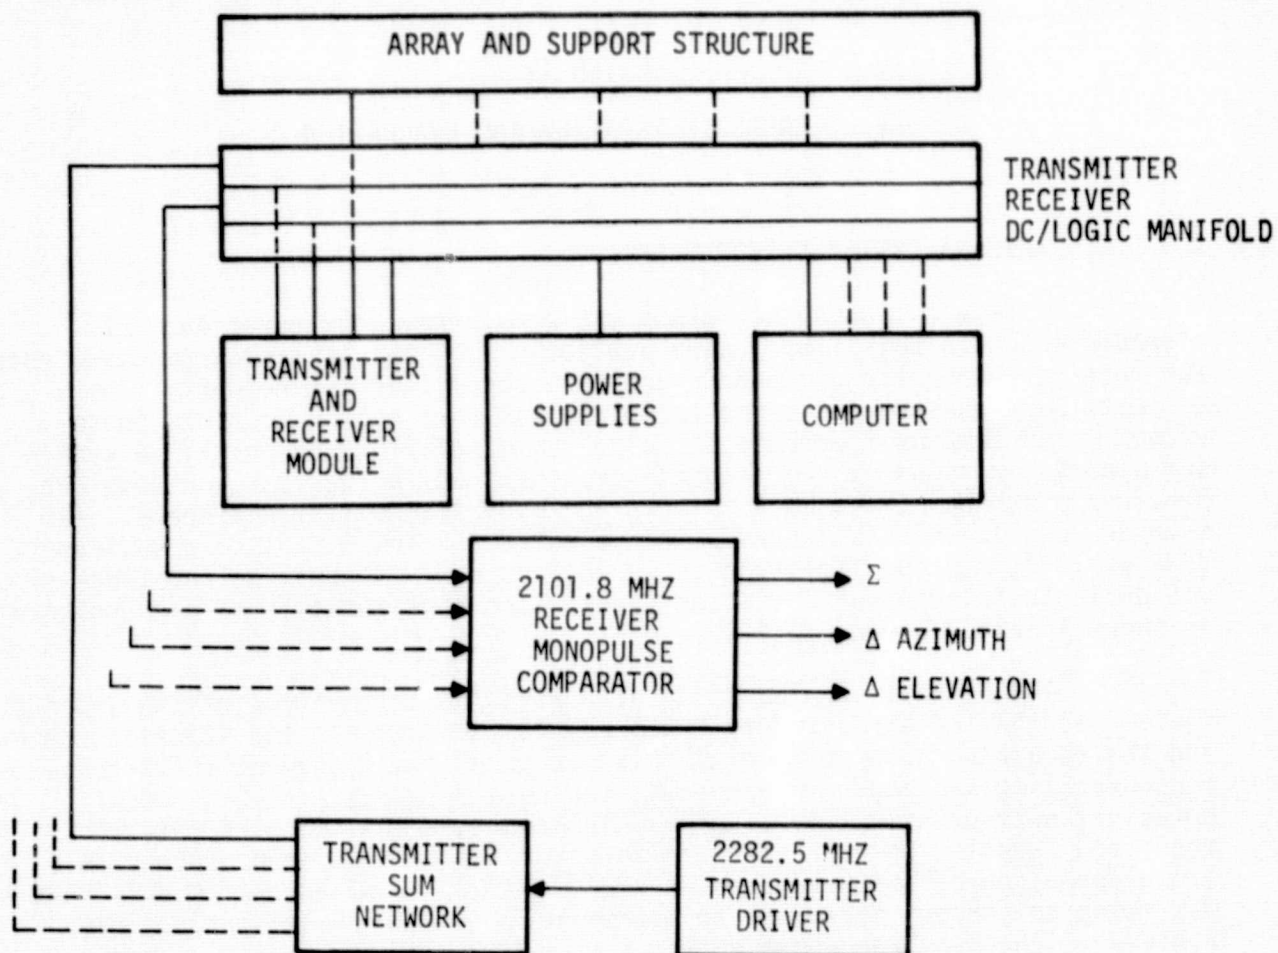 ARRAY AND SUPPORT STRUCTURE
TRANSMITTER
RECEIVER
DC/LOGIC MANIFOLD
TRANSMITTER
AND
RECEIVER
MODULE
POWER
SUPPLIES
COMPUTER
2101.8 MHZ
RECEIVER
MONOPULSE
COMPARATOR
Σ
Δ AZIMUTH
Δ ELEVATION
TRANSMITTER
SUM
NETWORK
2282.5 MHZ
TRANSMITTER
DRIVER